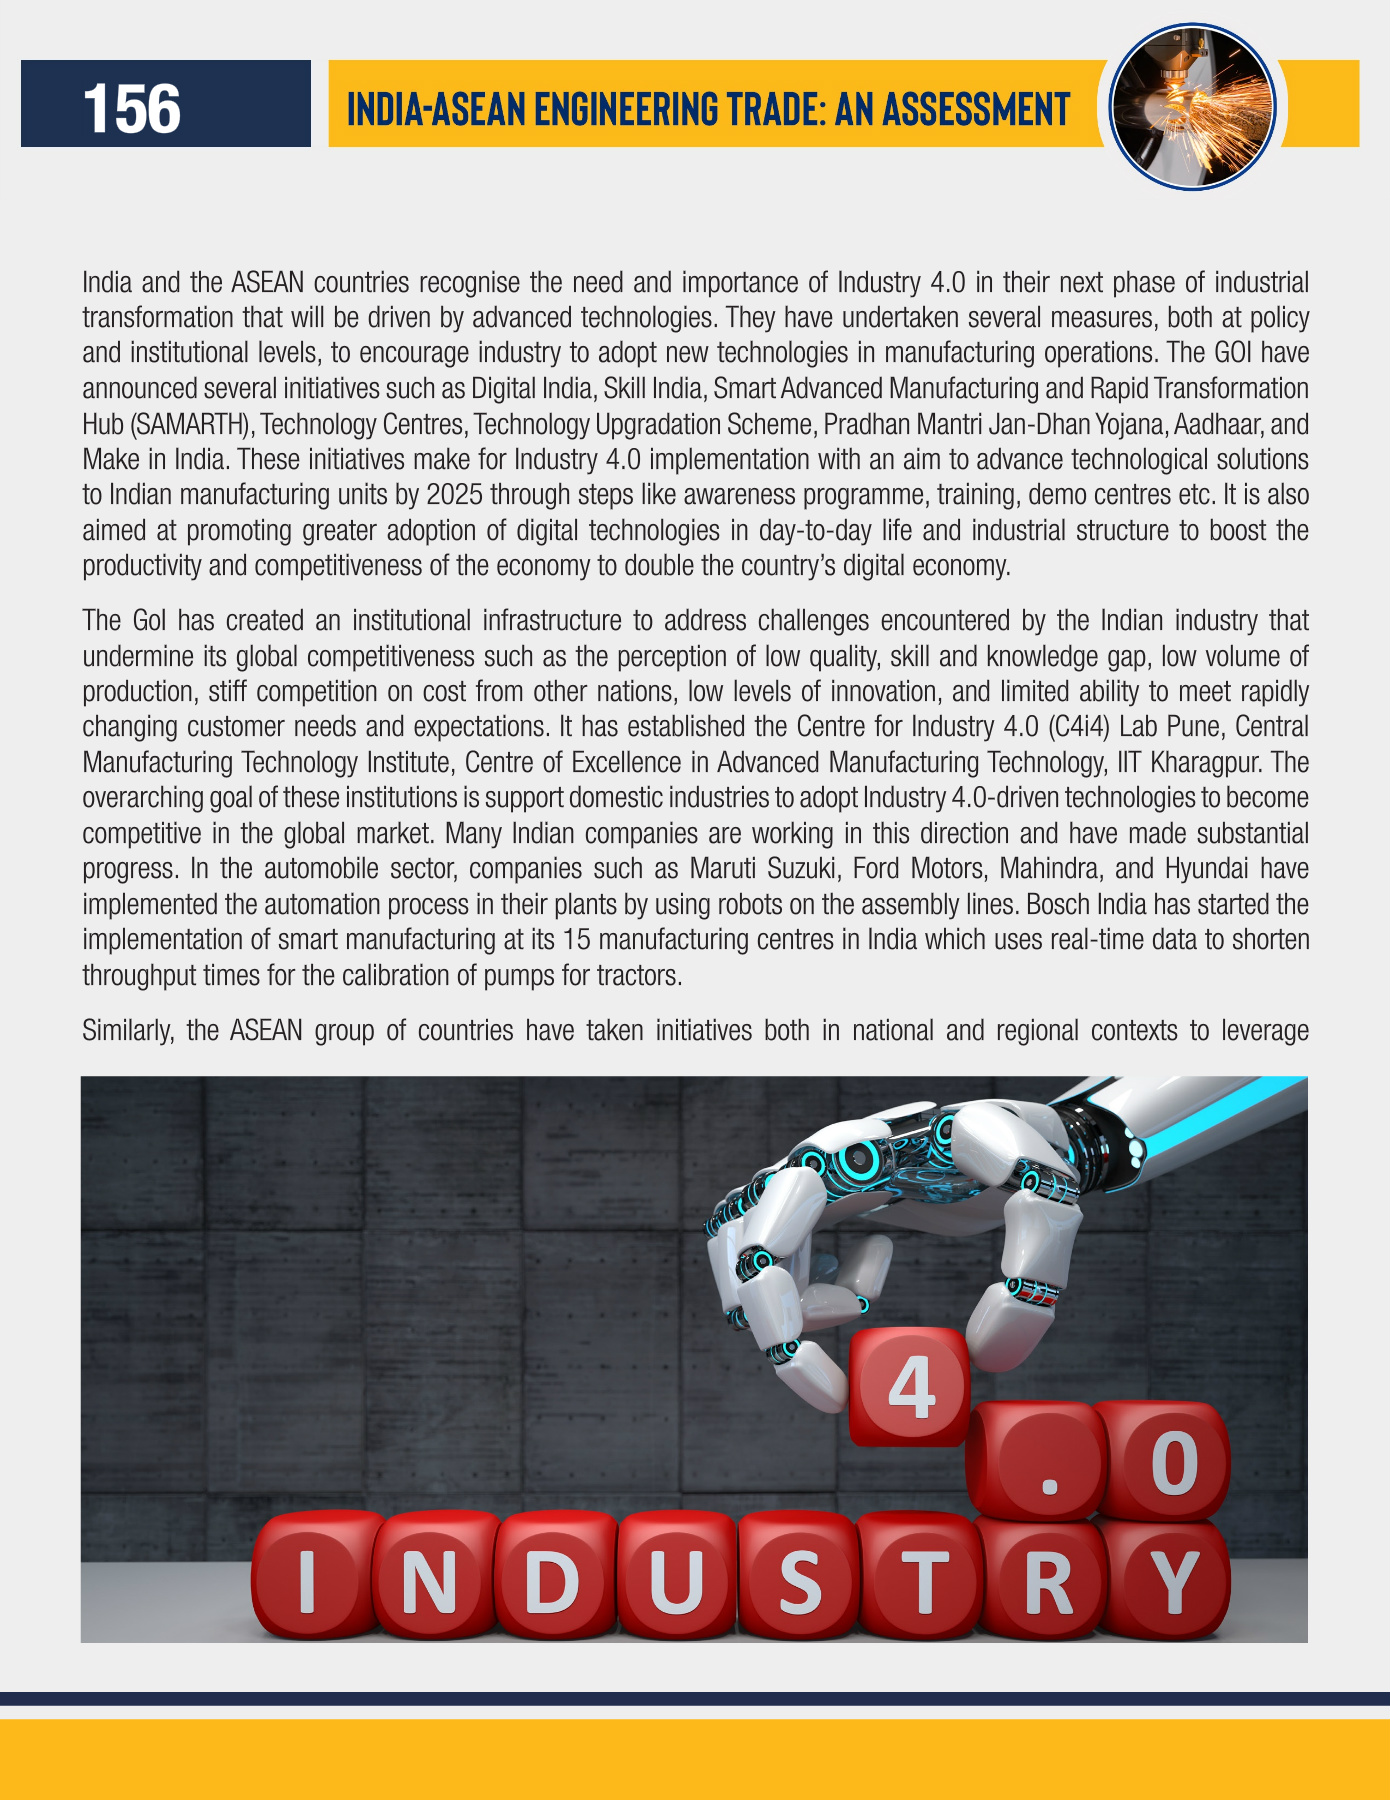 156
INDIA-ASEAN ENGINEERING TRADE: AN ASSESSMENT
India and the ASEAN countries recognise the need and importance of Industry 4.0 in their next phase of industrial
transformation that will be driven by advanced technologies. They have undertaken several measures, both at policy
and institutional levels, to encourage industry to adopt new technologies in manufacturing operations. The GOI have
announced several initiatives such as Digital India, Skill India, Smart Advanced Manufacturing and Rapid Transformation
Hub (SAMARTH), Technology Centres, Technology Upgradation Scheme, Pradhan Mantri Jan-Dhan Yojana, Aadhaar, and
Make in India. These initiatives make for Industry 4.0 implementation with an aim to advance technological solutions
to Indian manufacturing units by 2025 through steps like awareness programme, training, demo centres etc. It is also
aimed at promoting greater adoption of digital technologies in day-to-day life and industrial structure to boost the
productivity and competitiveness of the economy to double the country’s digital economy.
The GoI has created an institutional infrastructure to address challenges encountered by the Indian industry that
undermine its global competitiveness such as the perception of low quality, skill and knowledge gap, low volume of
production, stiff competition on cost from other nations, low levels of innovation, and limited ability to meet rapidly
changing customer needs and expectations. It has established the Centre for Industry 4.0 (C4i4) Lab Pune, Central
Manufacturing Technology Institute, Centre of Excellence in Advanced Manufacturing Technology, IIT Kharagpur. The
overarching goal of these institutions is support domestic industries to adopt Industry 4.0-driven technologies to become
competitive in the global market. Many Indian companies are working in this direction and have made substantial
progress. In the automobile sector, companies such as Maruti Suzuki, Ford Motors, Mahindra, and Hyundai have
implemented the automation process in their plants by using robots on the assembly lines. Bosch India has started the
implementation of smart manufacturing at its 15 manufacturing centres in India which uses real-time data to shorten
throughput times for the calibration of pumps for tractors.
Similarly, the ASEAN group of countries have taken initiatives both in national and regional contexts to leverage
4
. 0
INDUSTRY